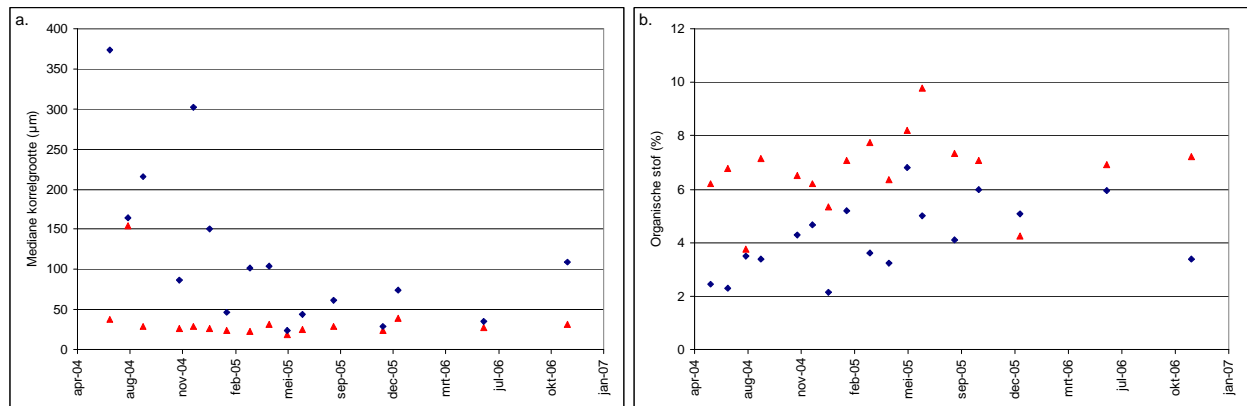 a.
Mediane korrelgrootte (µm)
400
350
300
250
200
150
100
50
0
apr-04
aug-04
nov-04
feb-05
mei-05
sep-05
dec-05
mrt-06
jul-06
okt-06
jan-07
b.
Organische stof (%)
12
10
8
6
4
2
0
apr-04
aug-04
nov-04
feb-05
mei-05
sep-05
dec-05
mrt-06
jul-06
okt-06
jan-07